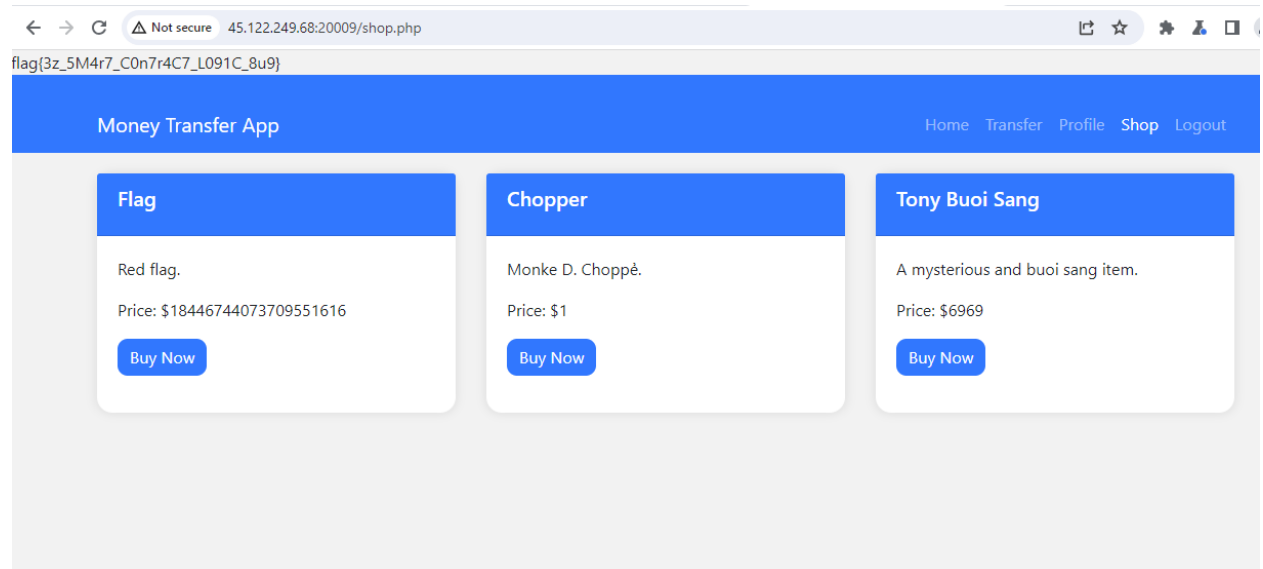 Not secure 45.122.249.68:20009/shop.php
flag{3z_5M4r7_C0n7r4C7_L091C_8u9}
Money Transfer App Home Transfer Profile Shop Logout
Flag
Red flag.
Price: $18446744073709551616
Buy Now
Chopper
Monke D. Choppẻ.
Price: $1
Buy Now
Tony Buoi Sang
A mysterious and buoi sang item.
Price: $6969
Buy Now